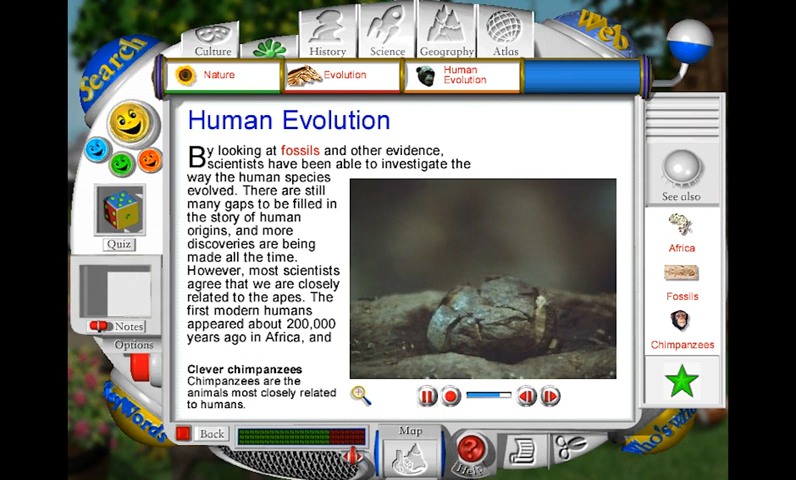 Culture
History
Science
Geography
Atlas
Search
Web
Nature
Evolution
Human
Evolution
Human Evolution
By looking at fossils and other evidence,
scientists have been able to investigate the
way the human species
evolved. There are still
many gaps to be filled in
the story of human
origins, and more
discoveries are being
made all the time.
However, most scientists
agree that we are closely
related to the apes. The
first modern humans
appeared about 200,000
years ago in Africa, and
Clever chimpanzees
Chimpanzees are the
animals most closely related
to humans.
Quiz
Notes
Options
See also
Africa
Fossils
Chimpanzees
Back
Map
Help
Words
Who's who